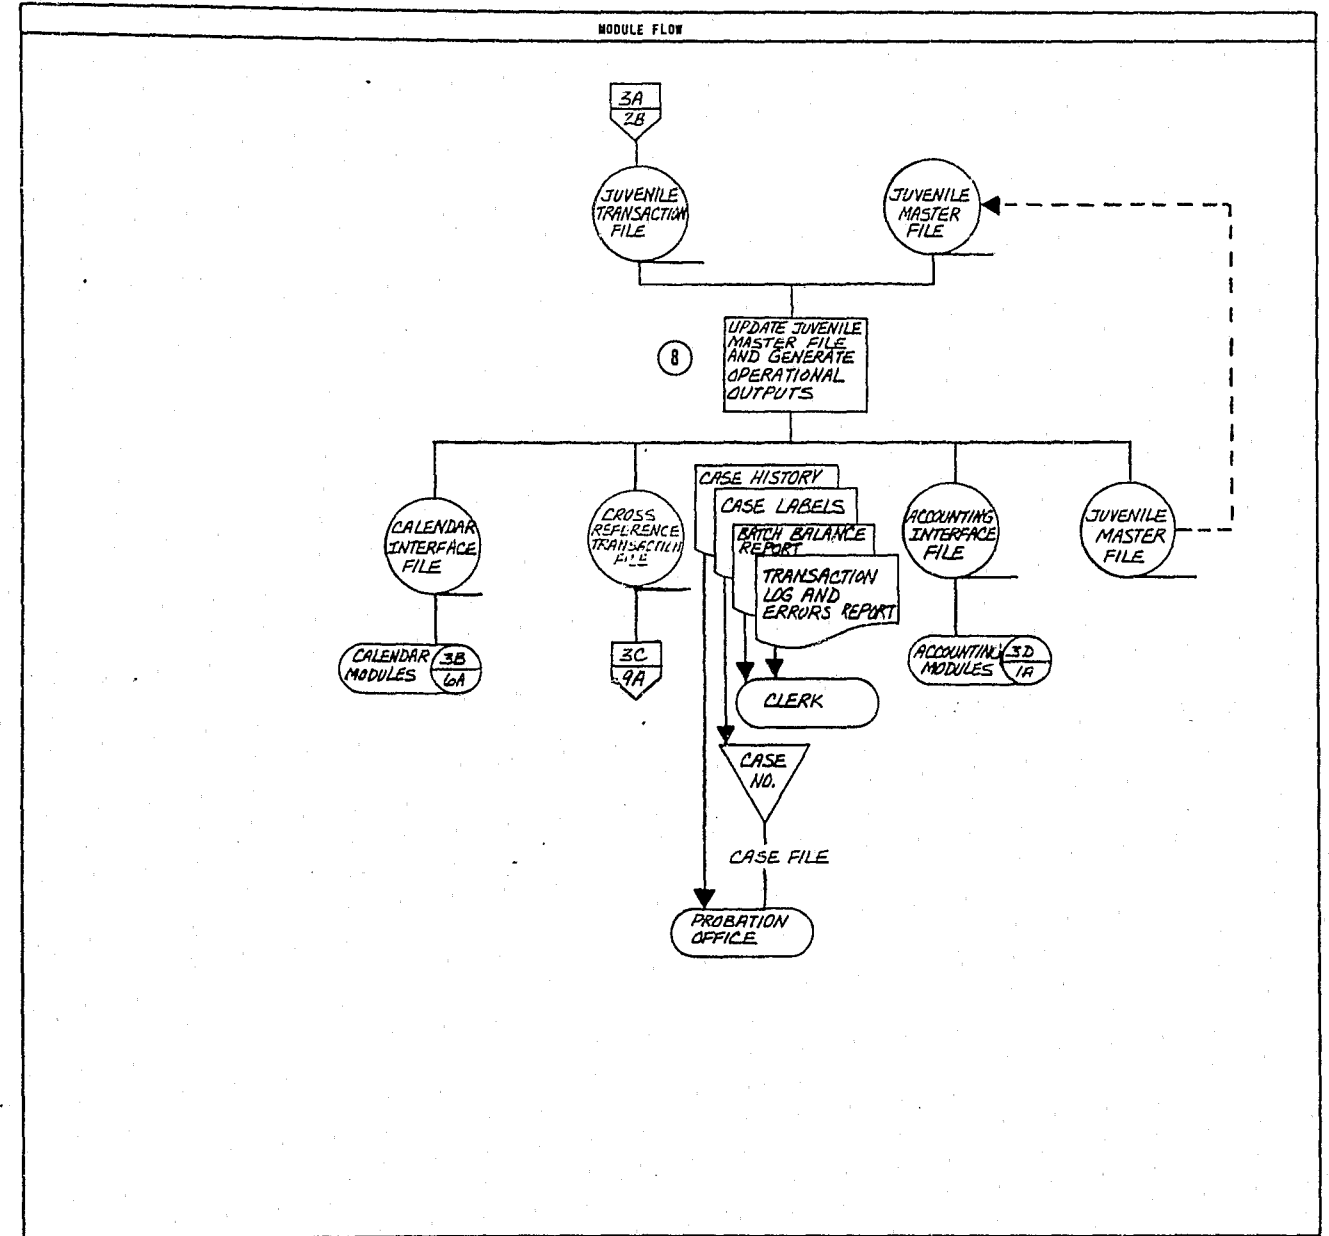 MODULE FLOW
3A
2B
JUVENILE
TRANSACTION
FILE
JUVENILE
MASTER
FILE
8
UPDATE JUVENILE
MASTER FILE
AND GENERATE
OPERATIONAL
OUTPUTS
CALENDAR
INTERFACE
FILE
CROSS
REFERENCE
TRANSACTION
FILE
CASE HISTORY
CASE LABELS
BATCH BALANCE
REPORT
TRANSACTION
LOG AND
ERRORS REPORT
ACCOUNTING
INTERFACE
FILE
JUVENILE
MASTER
FILE
CALENDAR
MODULES
3B
6A
3C
9A
CLERK
ACCOUNTING
MODULES
3D
1A
CASE
NO.
CASE FILE
PROBATION
OFFICE